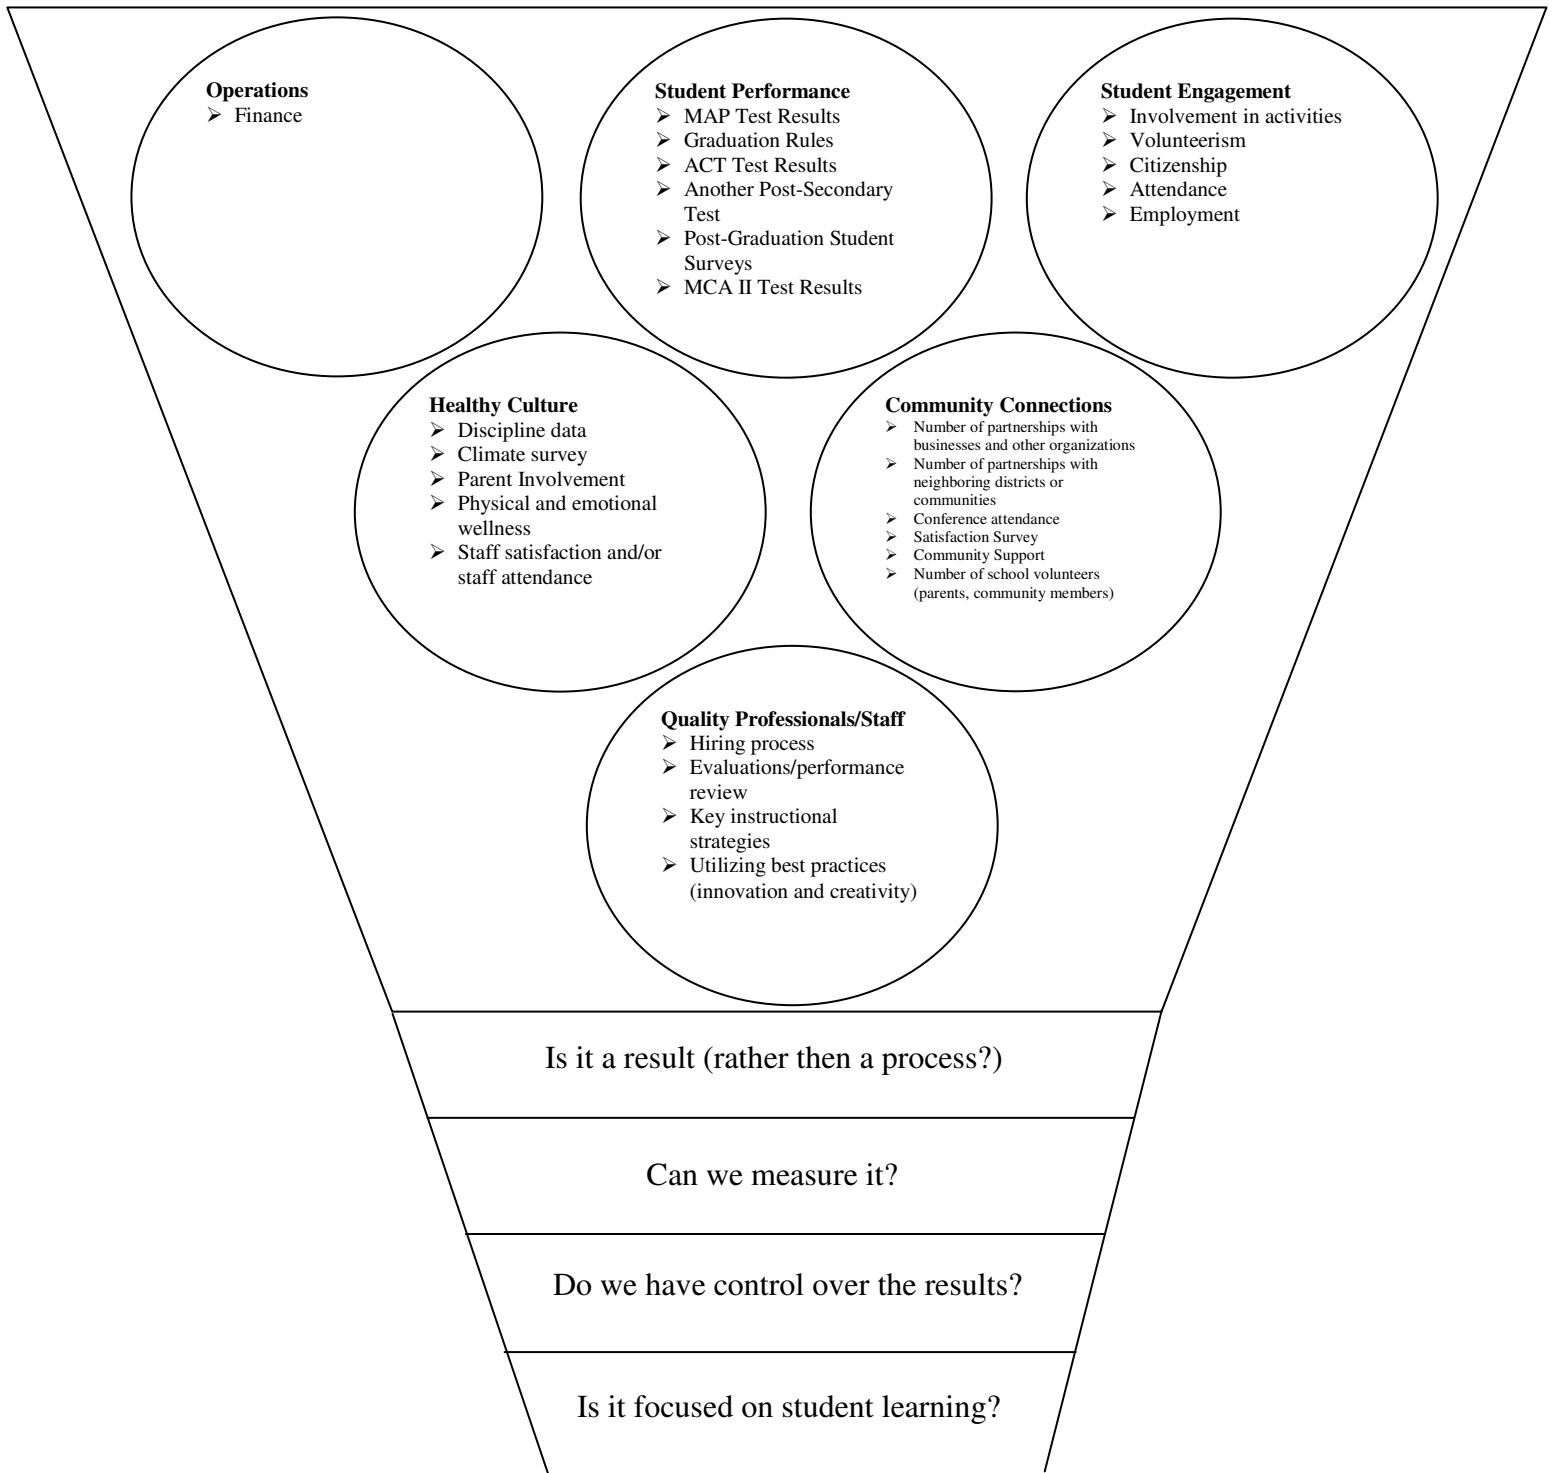 Operations
➢ Finance
Student Performance
➢ MAP Test Results
➢ Graduation Rules
➢ ACT Test Results
➢ Another Post-Secondary
Test
➢ Post-Graduation Student
Surveys
➢ MCA II Test Results
Student Engagement
➢ Involvement in activities
➢ Volunteerism
➢ Citizenship
➢ Attendance
➢ Employment
Healthy Culture
➢ Discipline data
➢ Climate survey
➢ Parent Involvement
➢ Physical and emotional
wellness
➢ Staff satisfaction and/or
staff attendance
Community Connections
➢ Number of partnerships with
businesses and other organizations
➢ Number of partnerships with
neighboring districts or
communities
➢ Conference attendance
➢ Satisfaction Survey
➢ Community Support
➢ Number of school volunteers
(parents, community members)
Quality Professionals/Staff
➢ Hiring process
➢ Evaluations/performance
review
➢ Key instructional
strategies
➢ Utilizing best practices
(innovation and creativity)
Is it a result (rather then a process?)
Can we measure it?
Do we have control over the results?
Is it focused on student learning?